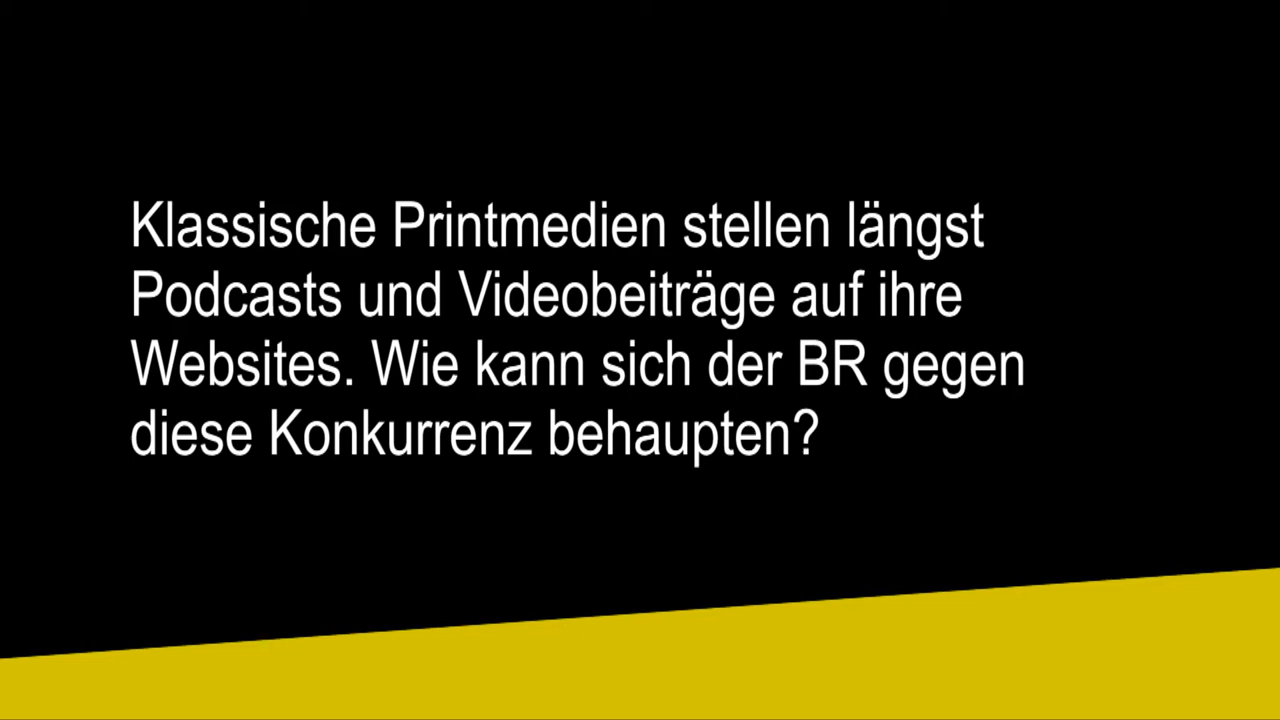 Klassische Printmedien stellen längst
Podcasts und Videobeiträge auf ihre
Websites. Wie kann sich der BR gegen
diese Konkurrenz behaupten?